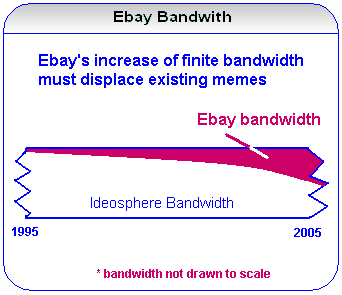 Ebay Bandwith
Ebay's increase of finite bandwidth
must displace existing memes
Ebay bandwidth
Ideosphere Bandwidth
1995
2005
* bandwidth not drawn to scale